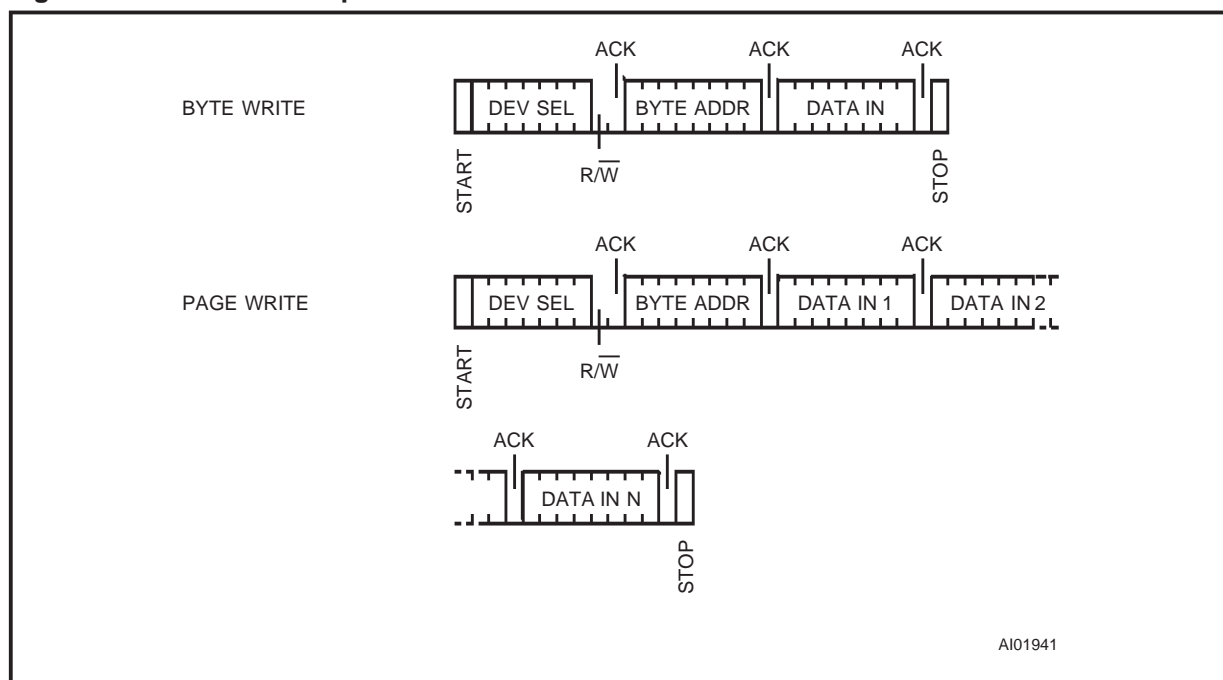 ACK ACK ACK
BYTE WRITE DEV SEL BYTE ADDR DATA IN
R/W̅
START STOP
ACK ACK ACK
PAGE WRITE DEV SEL BYTE ADDR DATA IN 1 DATA IN 2
R/W̅
START
ACK ACK
DATA IN N
STOP
AI01941